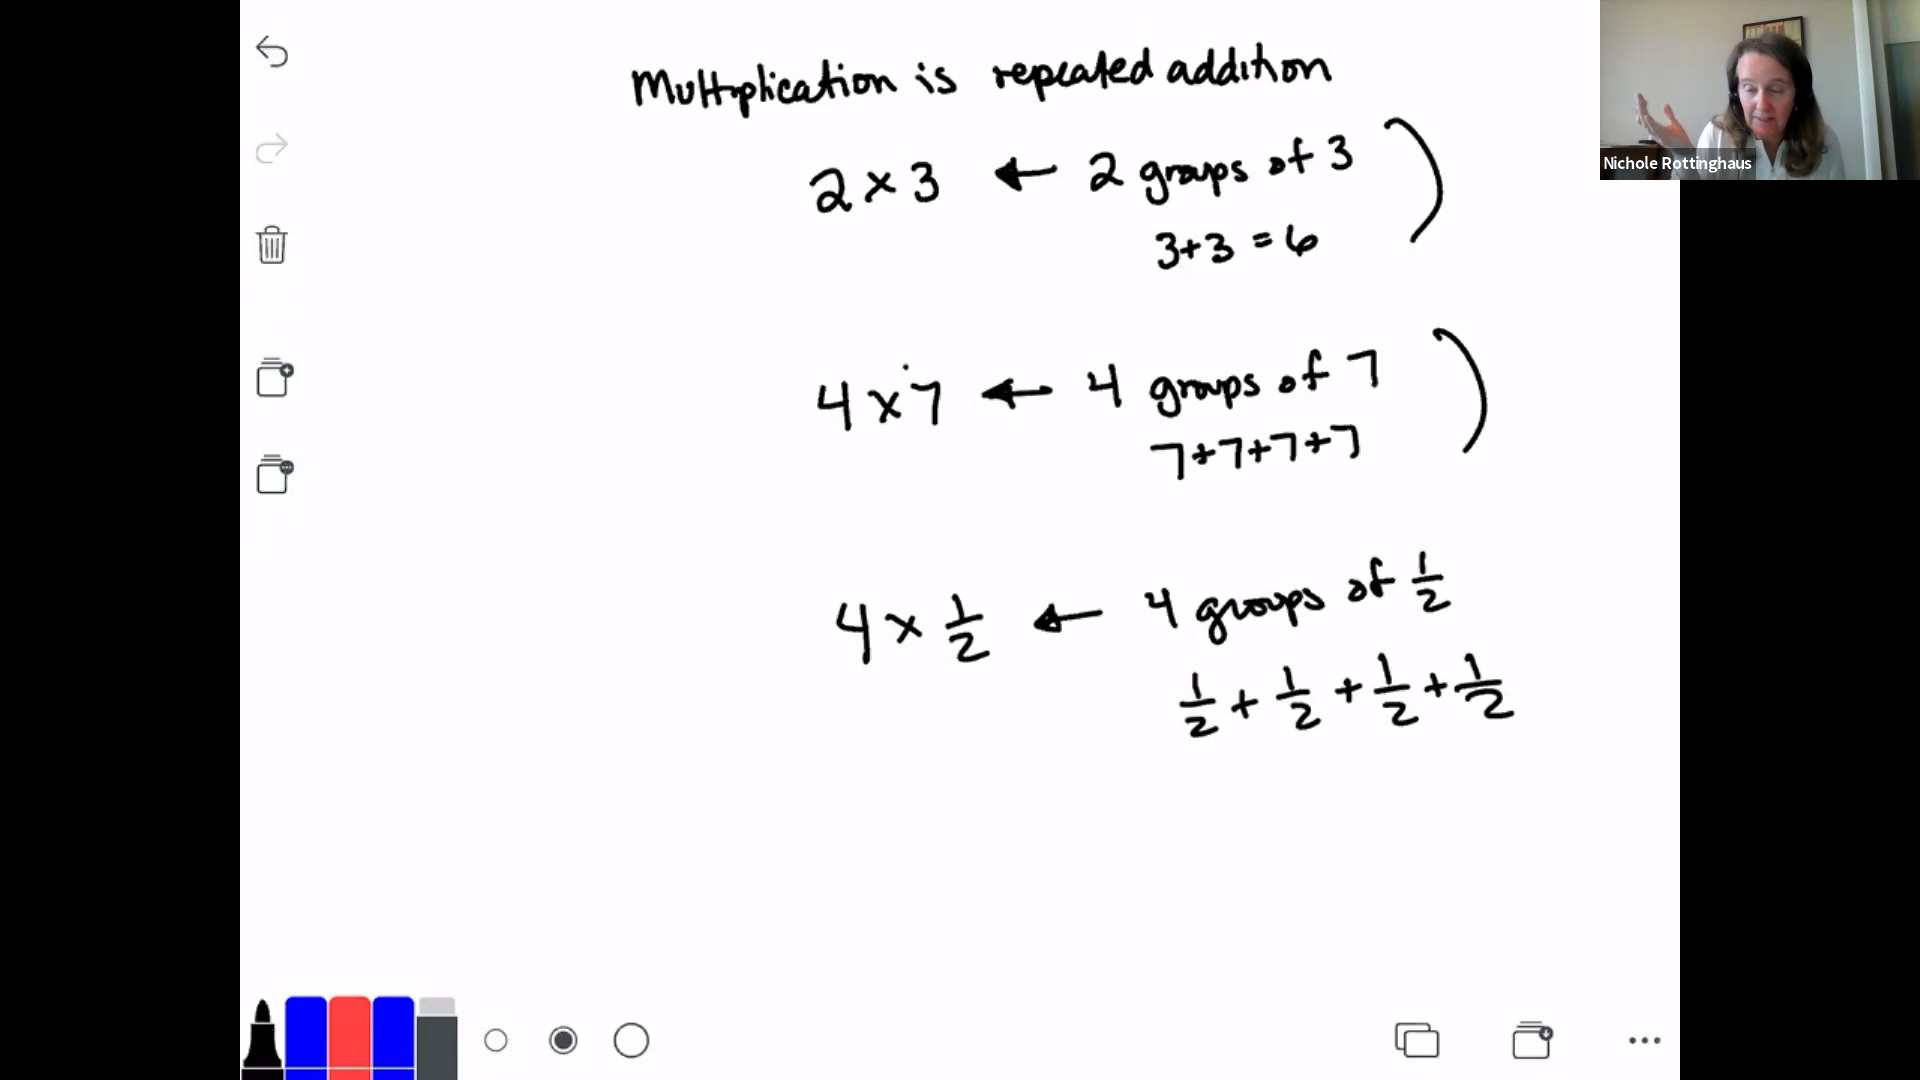 Multiplication is repeated addition
Nichole Rottinghaus
2 × 3 ← 2 groups of 3
3+3 = 6
4 × 7 ← 4 groups of 7
7+7+7+7
4 × 1/2 ← 4 groups of 1/2
1/2 + 1/2 + 1/2 + 1/2